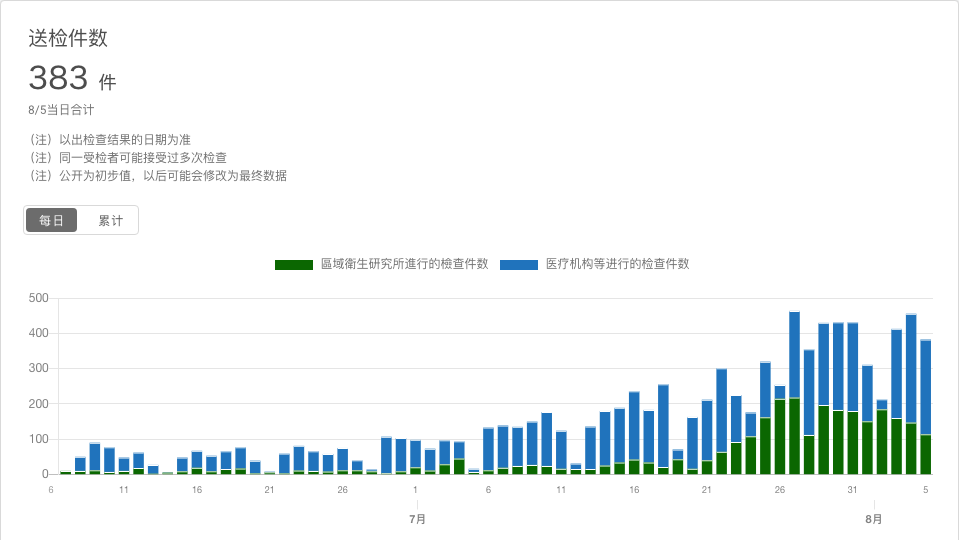 送检件数
383 件
8/5当日合计
（注）以出检查结果的日期为准
（注）同一受检者可能接受过多次检查
（注）公开为初步值，以后可能会修改为最终数据
每日 累计
區域衛生研究所進行的檢查件數 医疗机构等进行的检查件数
500
400
300
200
100
0
6 11 16 21 26 1 6 11 16 21 26 31 5
7月 8月